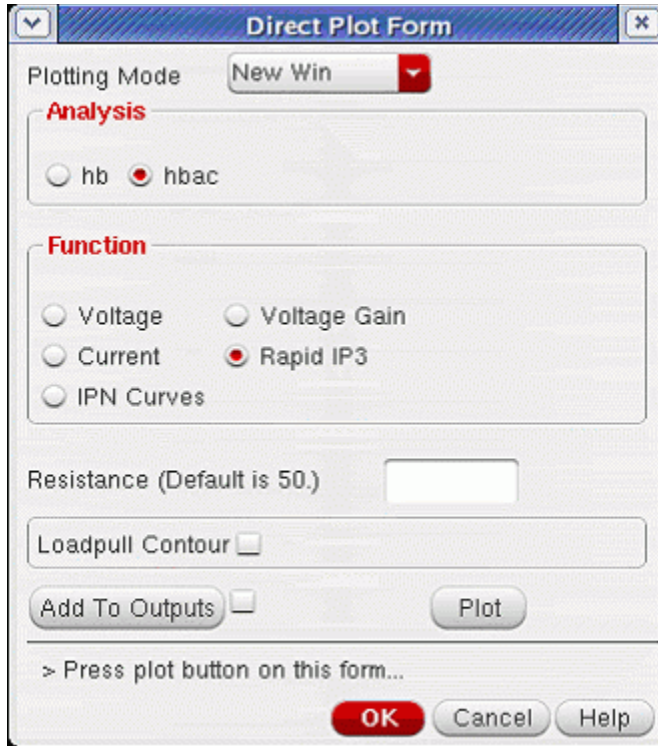 Direct Plot Form
Plotting Mode New Win
Analysis
hb hbac
Function
Voltage Voltage Gain
Current Rapid IP3
IPN Curves
Resistance (Default is 50.)
Loadpull Contour
Add To Outputs Plot
> Press plot button on this form...
OK Cancel Help